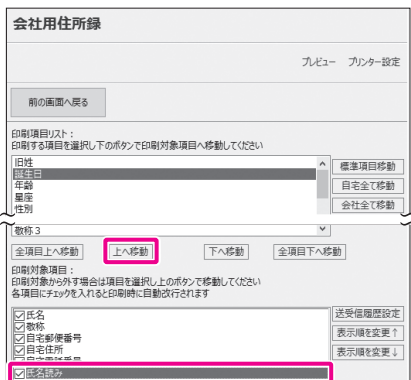 会社用住所録
プレビュー　プリンター設定
前の画面へ戻る
印刷項目リスト：
印刷する項目を選択し下のボタンで印刷対象項目へ移動してください
旧姓
誕生日
年齢
星座
性別
標準項目移動
自宅全て移動
会社全て移動
敬称３
全項目上へ移動　上へ移動　下へ移動　全項目下へ移動
印刷対象項目：
印刷対象から外す場合は項目を選択し上のボタンで移動してください
各項目にチェックを入れると印刷時に自動改行されます
氏名
敬称
自宅郵便番号
自宅住所
自宅電話番号
氏名読み
送受信履歴設定
表示順を変更↑
表示順を変更↓